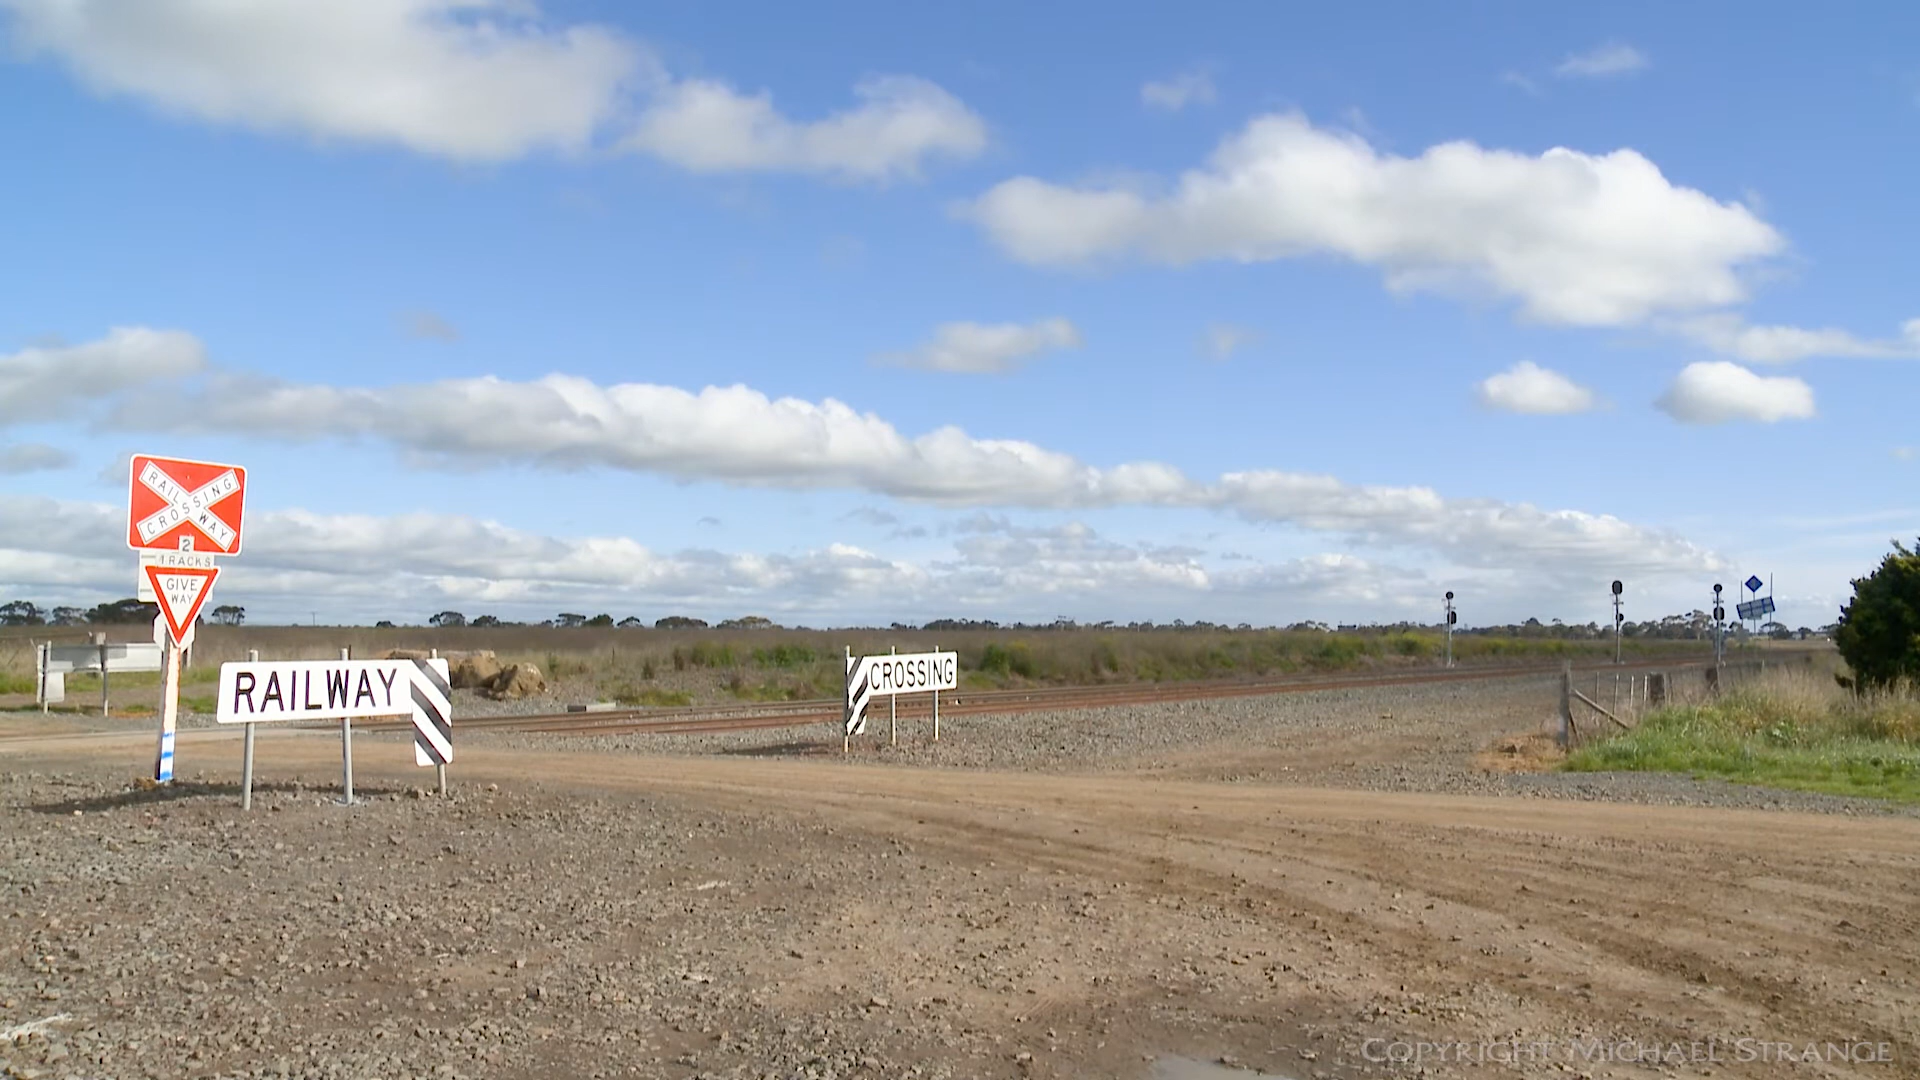 RAILWAY
CROSSING
2
TRACKS
GIVE
WAY
RAILWAY
CROSSING
COPYRIGHT MICHAEL STRANGE